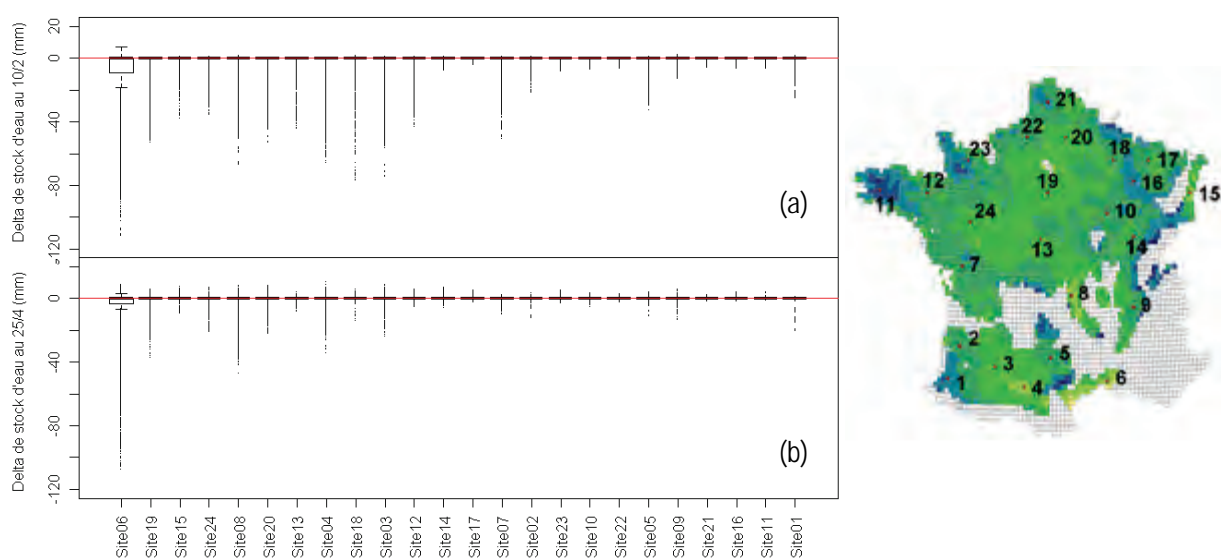 Delta de stock d'eau au 10/2 (mm)
20
0
-40
-80
-120
(a)
Delta de stock d'eau au 25/4 (mm)
0
-40
-80
-120
(b)
Site06
Site19
Site15
Site24
Site08
Site20
Site13
Site04
Site18
Site03
Site12
Site14
Site17
Site07
Site02
Site23
Site10
Site22
Site05
Site09
Site21
Site16
Site11
Site01
21
22
20
23
18
17
12
19
16
15
11
24
10
13
14
7
8
9
2
3
5
1
4
6